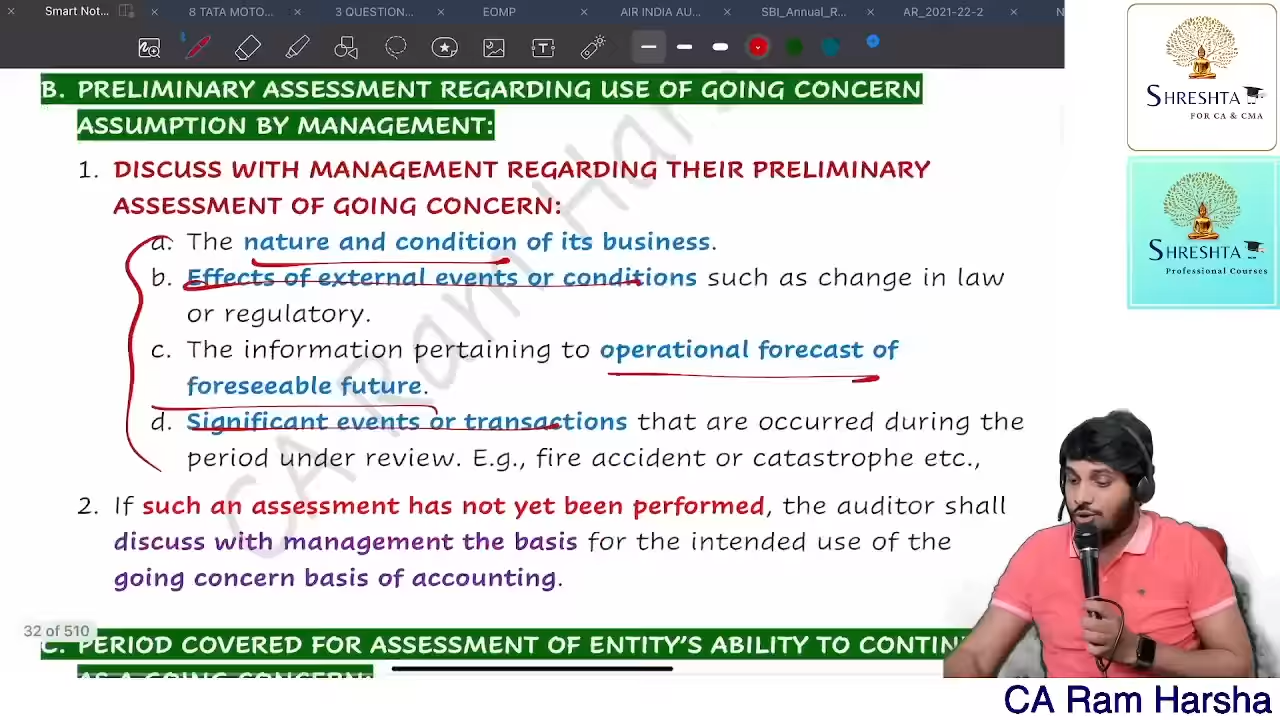 Smart Not...
8 TATA MOTO...
3 QUESTION...
EOMP
AIR INDIA AU...
SBI_Annual_R...
AR_2021-22-2
N
B. PRELIMINARY ASSESSMENT REGARDING USE OF GOING CONCERN
ASSUMPTION BY MANAGEMENT:
1. DISCUSS WITH MANAGEMENT REGARDING THEIR PRELIMINARY
ASSESSMENT OF GOING CONCERN:
a. The nature and condition of its business.
b. Effects of external events or conditions such as change in law
or regulatory.
c. The information pertaining to operational forecast of
foreseeable future.
d. Significant events or transactions that are occurred during the
period under review. E.g., fire accident or catastrophe etc.,
2. If such an assessment has not yet been performed, the auditor shall
discuss with management the basis for the intended use of the
going concern basis of accounting.
32 of 510
C. PERIOD COVERED FOR ASSESSMENT OF ENTITY'S ABILITY TO CONTIN
AS A GOING CONCERN:
CA Ram Hars
SHRESHTA
FOR CA & CMA
SHRESHTA
Professional Courses
CA Ram Harsha